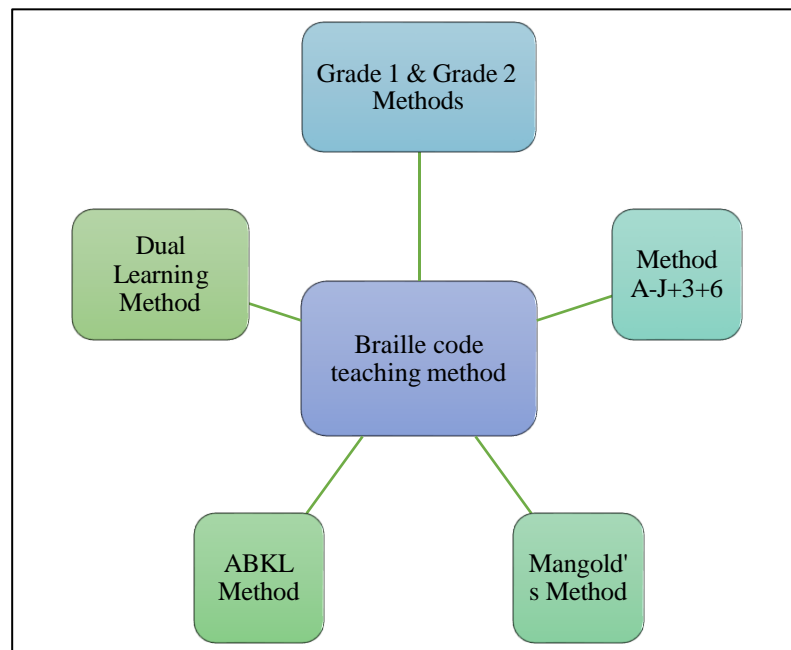 Grade 1 & Grade 2
Methods
Dual
Learning
Method
Method
A-J+3+6
Braille code
teaching method
ABKL
Method
Mangold'
s Method